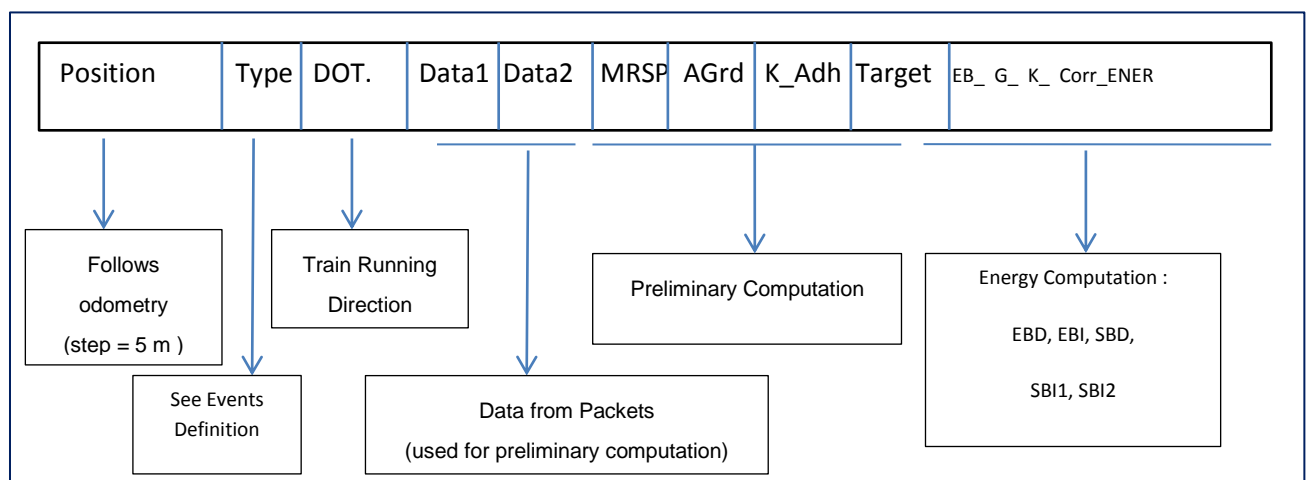 Position Type DOT. Data1 Data2 MRSP AGrd K_Adh Target EB_ G_ K_ Corr_ENER
Follows
odometry
(step = 5 m )
See Events
Definition
Train Running
Direction
Data from Packets
(used for preliminary computation)
Preliminary Computation
Energy Computation :
EBD, EBI, SBD,
SBI1, SBI2